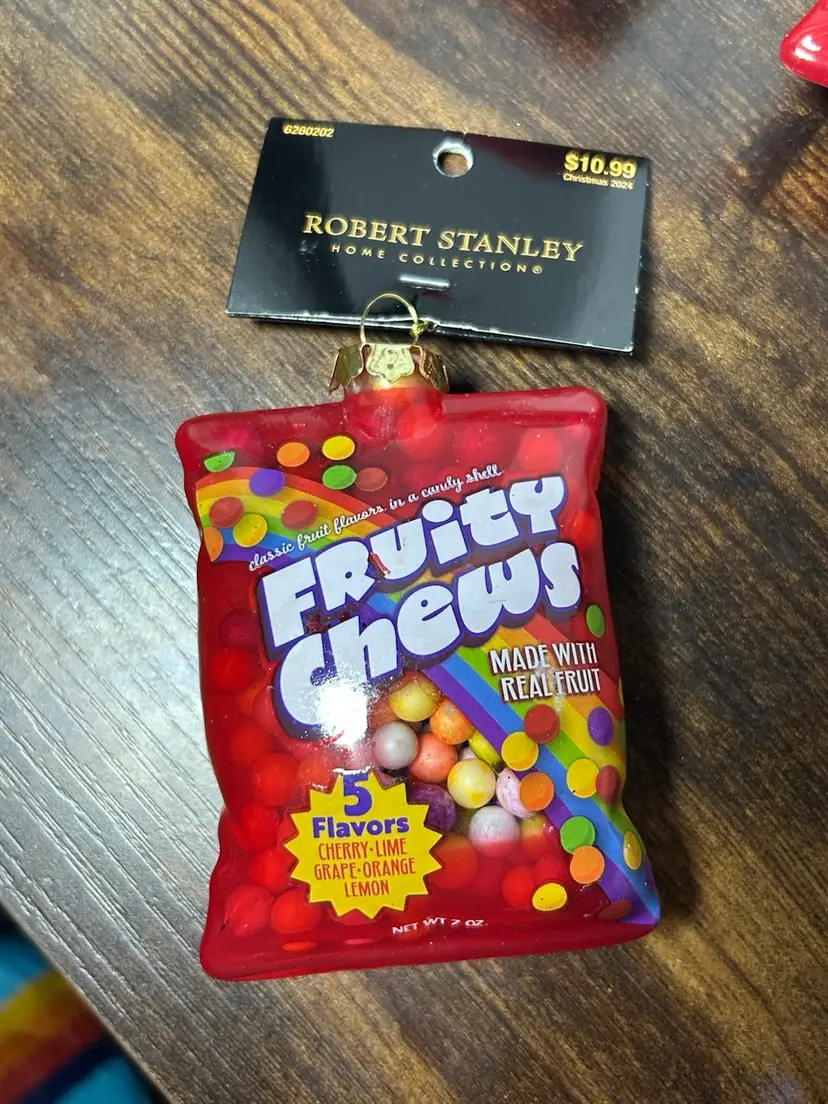 6260202
$10.99
Christmas 2024
ROBERT STANLEY
HOME COLLECTION®
classic fruit flavors in a candy shell
FRUITY
CHEWS
MADE WITH
REAL FRUIT
5
Flavors
CHERRY•LIME
GRAPE•ORANGE
LEMON
NET WT 2 OZ.